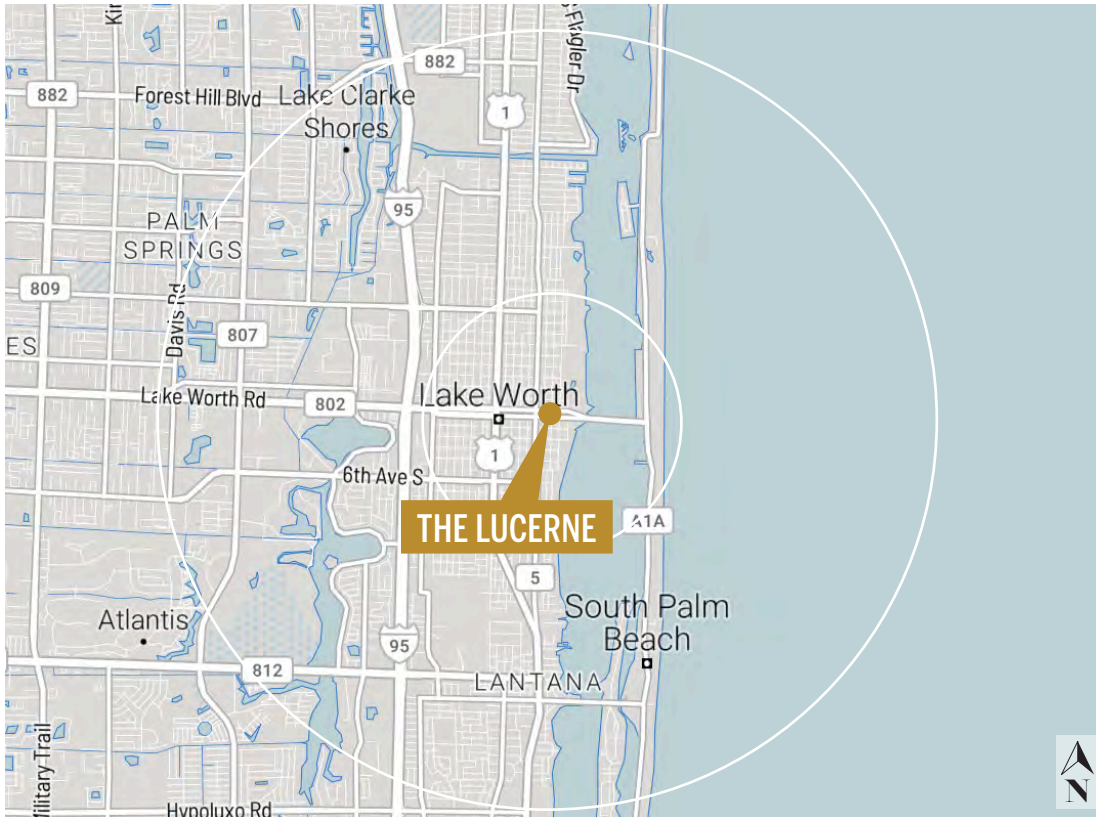 Ki
Flagler Dr
882
882
Forest Hill Blvd
Lake Clarke
Shores
1
95
PALM
SPRINGS
809
Davis Rd
807
ES
Lake Worth Rd
802
Lake Worth
1
6th Ave S
THE LUCERNE
A1A
5
South Palm
Beach
Atlantis
95
812
LANTANA
Military Trail
Hypoluxo Rd
N